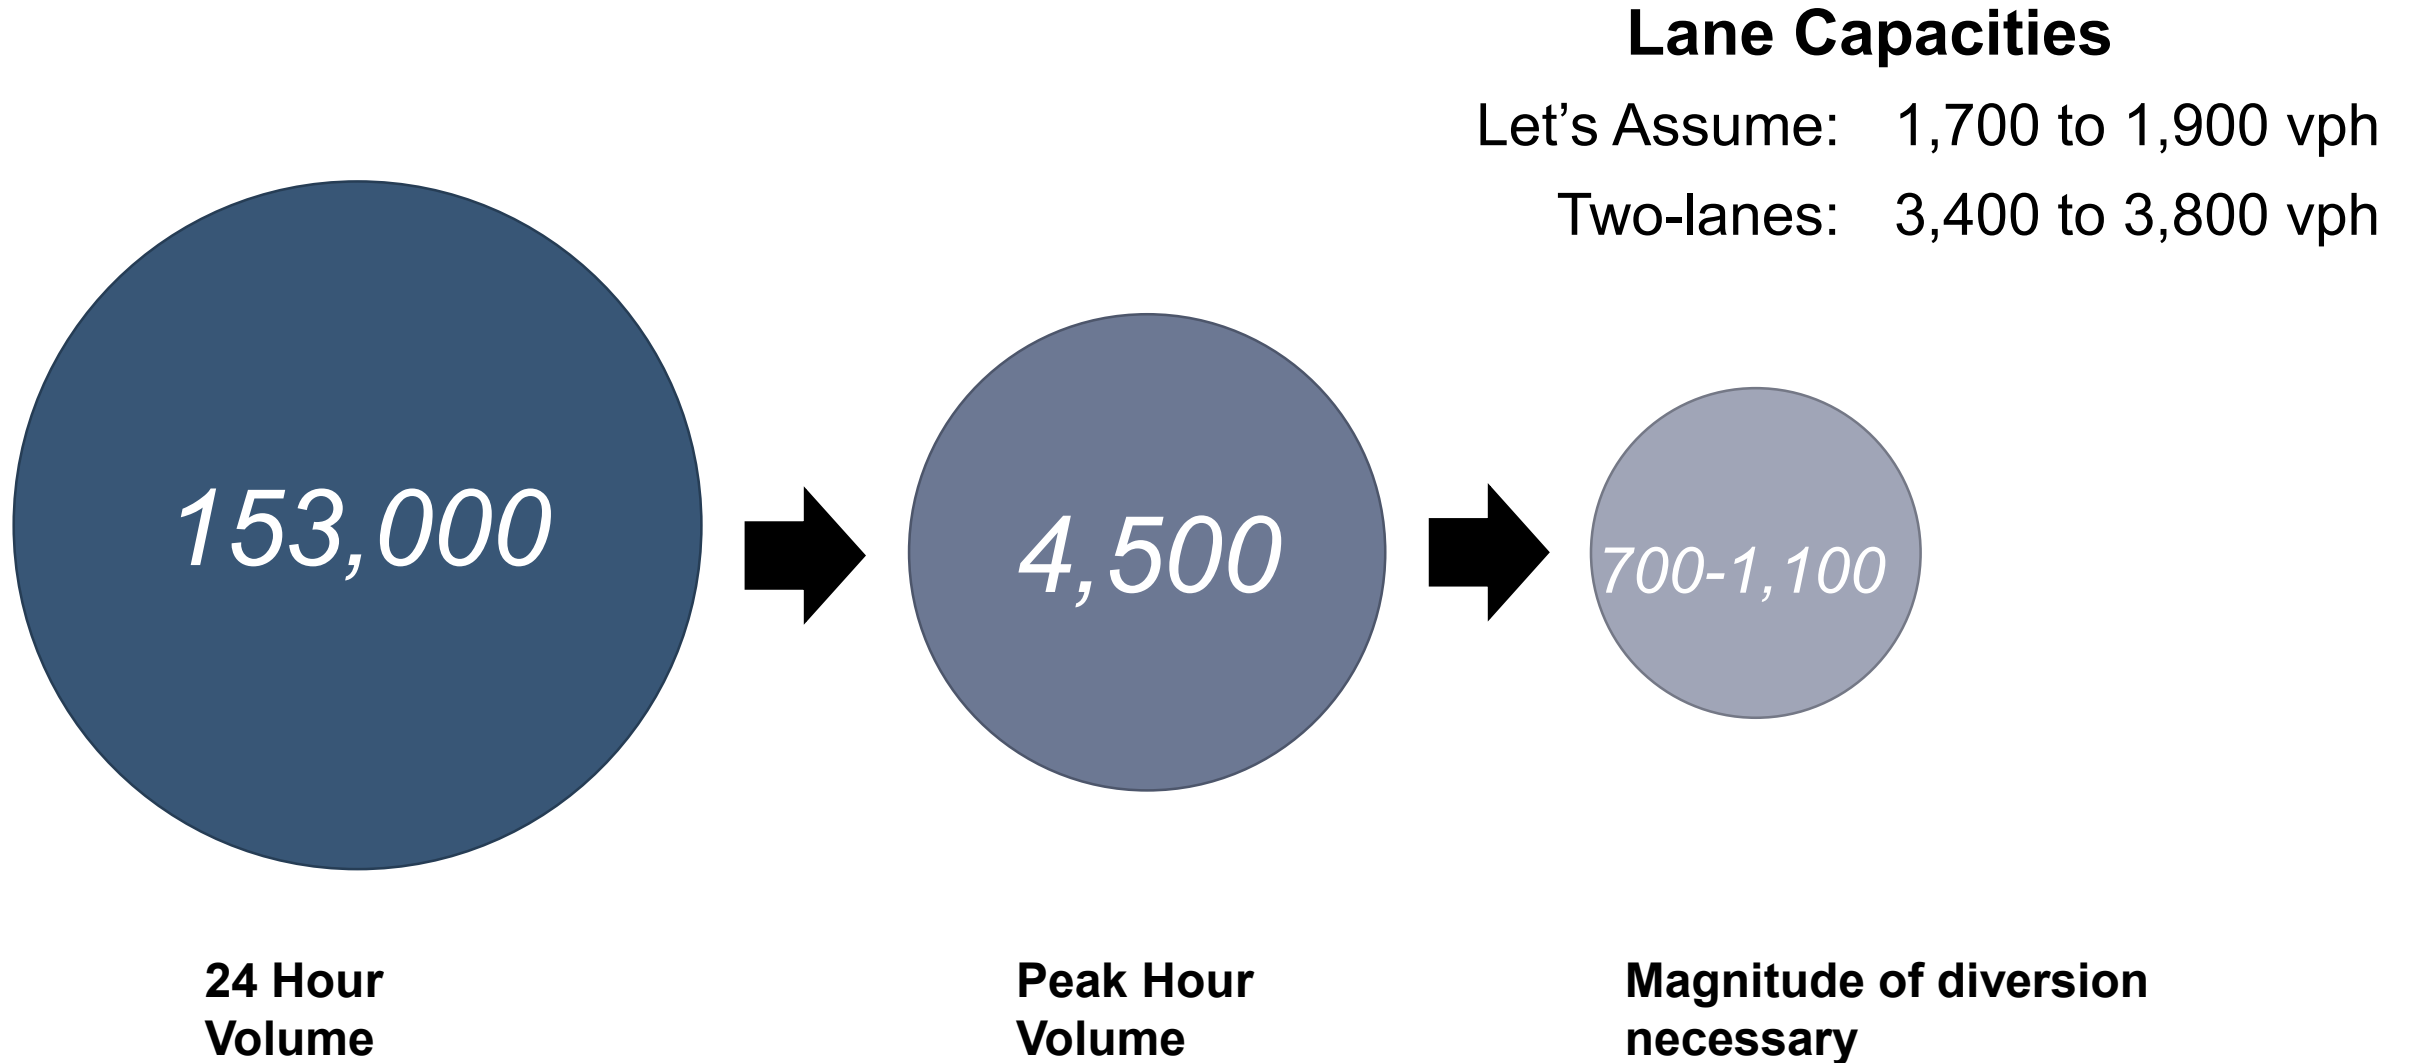 Lane Capacities
Let’s Assume: 1,700 to 1,900 vph
Two-lanes: 3,400 to 3,800 vph
153,000
4,500
700-1,100
24 Hour
Volume
Peak Hour
Volume
Magnitude of diversion
necessary